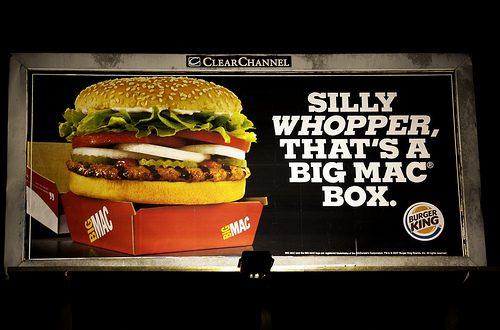 CLEARCHANNEL
SILLY
WHOPPER,
THAT'S A
BIG MAC®
BOX.
BIG
MAC
BIG
MAC
BURGER
KING